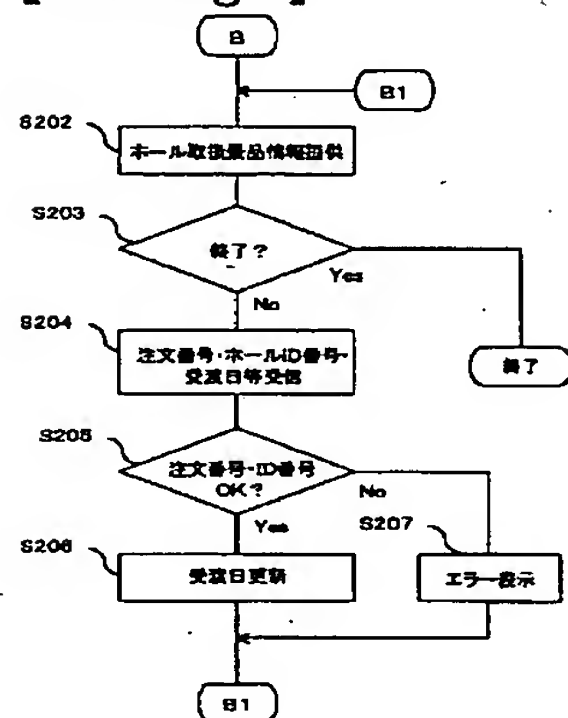 B
B1
S202
ホール取扱景品情報提供
S203
終了?
Yes
No
終了
S204
注文番号・ホールID番号・
受渡日等受信
S205
注文番号・ID番号
OK?
No
Yes
S207
S206
受渡日更新
エラー表示
B1